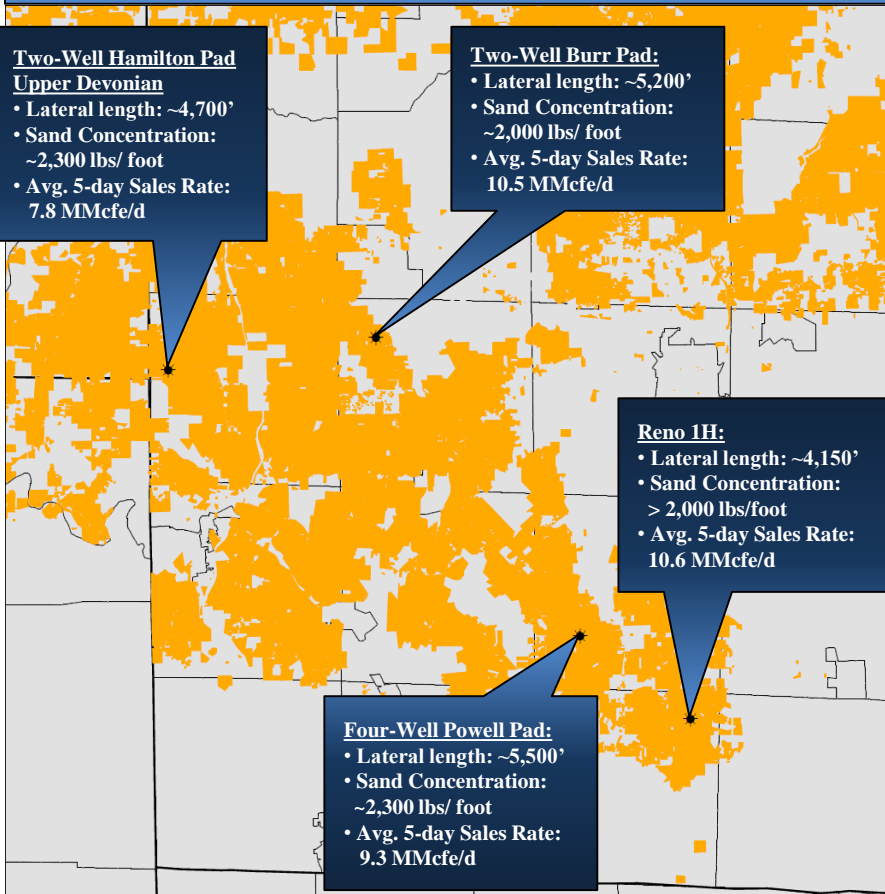 Two-Well Hamilton Pad
Upper Devonian
• Lateral length: ~4,700’
• Sand Concentration:
~2,300 lbs/ foot
• Avg. 5-day Sales Rate:
7.8 MMcfe/d
Two-Well Burr Pad:
• Lateral length: ~5,200’
• Sand Concentration:
~2,000 lbs/ foot
• Avg. 5-day Sales Rate:
10.5 MMcfe/d
Reno 1H:
• Lateral length: ~4,150’
• Sand Concentration:
> 2,000 lbs/foot
• Avg. 5-day Sales Rate:
10.6 MMcfe/d
Four-Well Powell Pad:
• Lateral length: ~5,500’
• Sand Concentration:
~2,300 lbs/ foot
• Avg. 5-day Sales Rate:
9.3 MMcfe/d